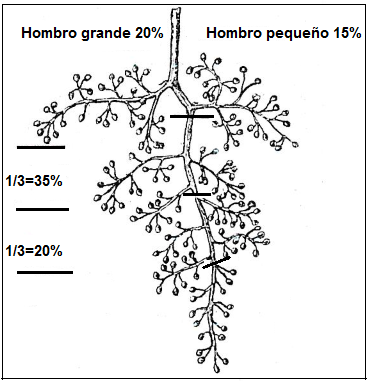 Hombro grande 20%
Hombro pequeño 15%
1/3=35%
1/3=20%